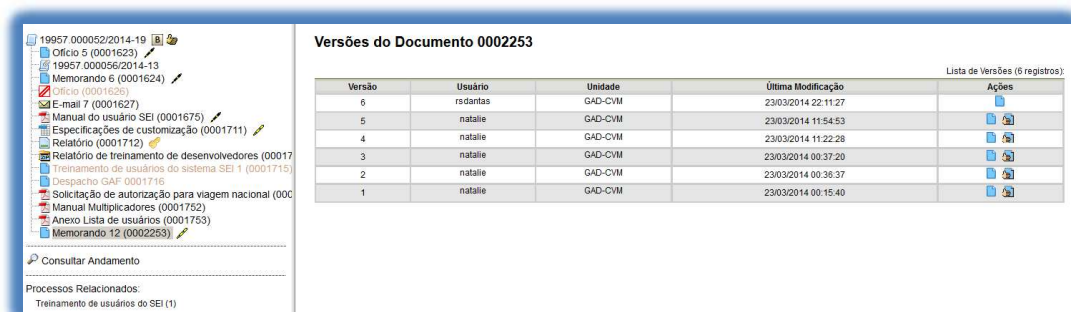 19957.000052/2014-19
Ofício 5 (0001623)
19957.000056/2014-13
Memorando 6 (0001624)
Ofício (0001626)
E-mail 7 (0001627)
Manual do usuário SEI (0001675)
Especificações de customização (0001711)
Relatório (0001712)
Relatório de treinamento de desenvolvedores (00017
Treinamento de usuários do sistema SEI 1 (0001715)
Despacho GAF 0001716
Solicitação de autorização para viagem nacional (000
Manual Multiplicadores (0001752)
Anexo Lista de usuários (0001753)
Memorando 12 (0002253)
Consultar Andamento
Processos Relacionados:
Treinamento de usuários do SEI (1)
Versões do Documento 0002253
Lista de Versões (6 registros):
Versão Usuário Unidade Última Modificação Ações
6 rsdantas GAD-CVM 23/03/2014 22:11:27
5 natalie GAD-CVM 23/03/2014 11:54:53
4 natalie GAD-CVM 23/03/2014 11:22:28
3 natalie GAD-CVM 23/03/2014 00:37:20
2 natalie GAD-CVM 23/03/2014 00:36:37
1 natalie GAD-CVM 23/03/2014 00:15:40